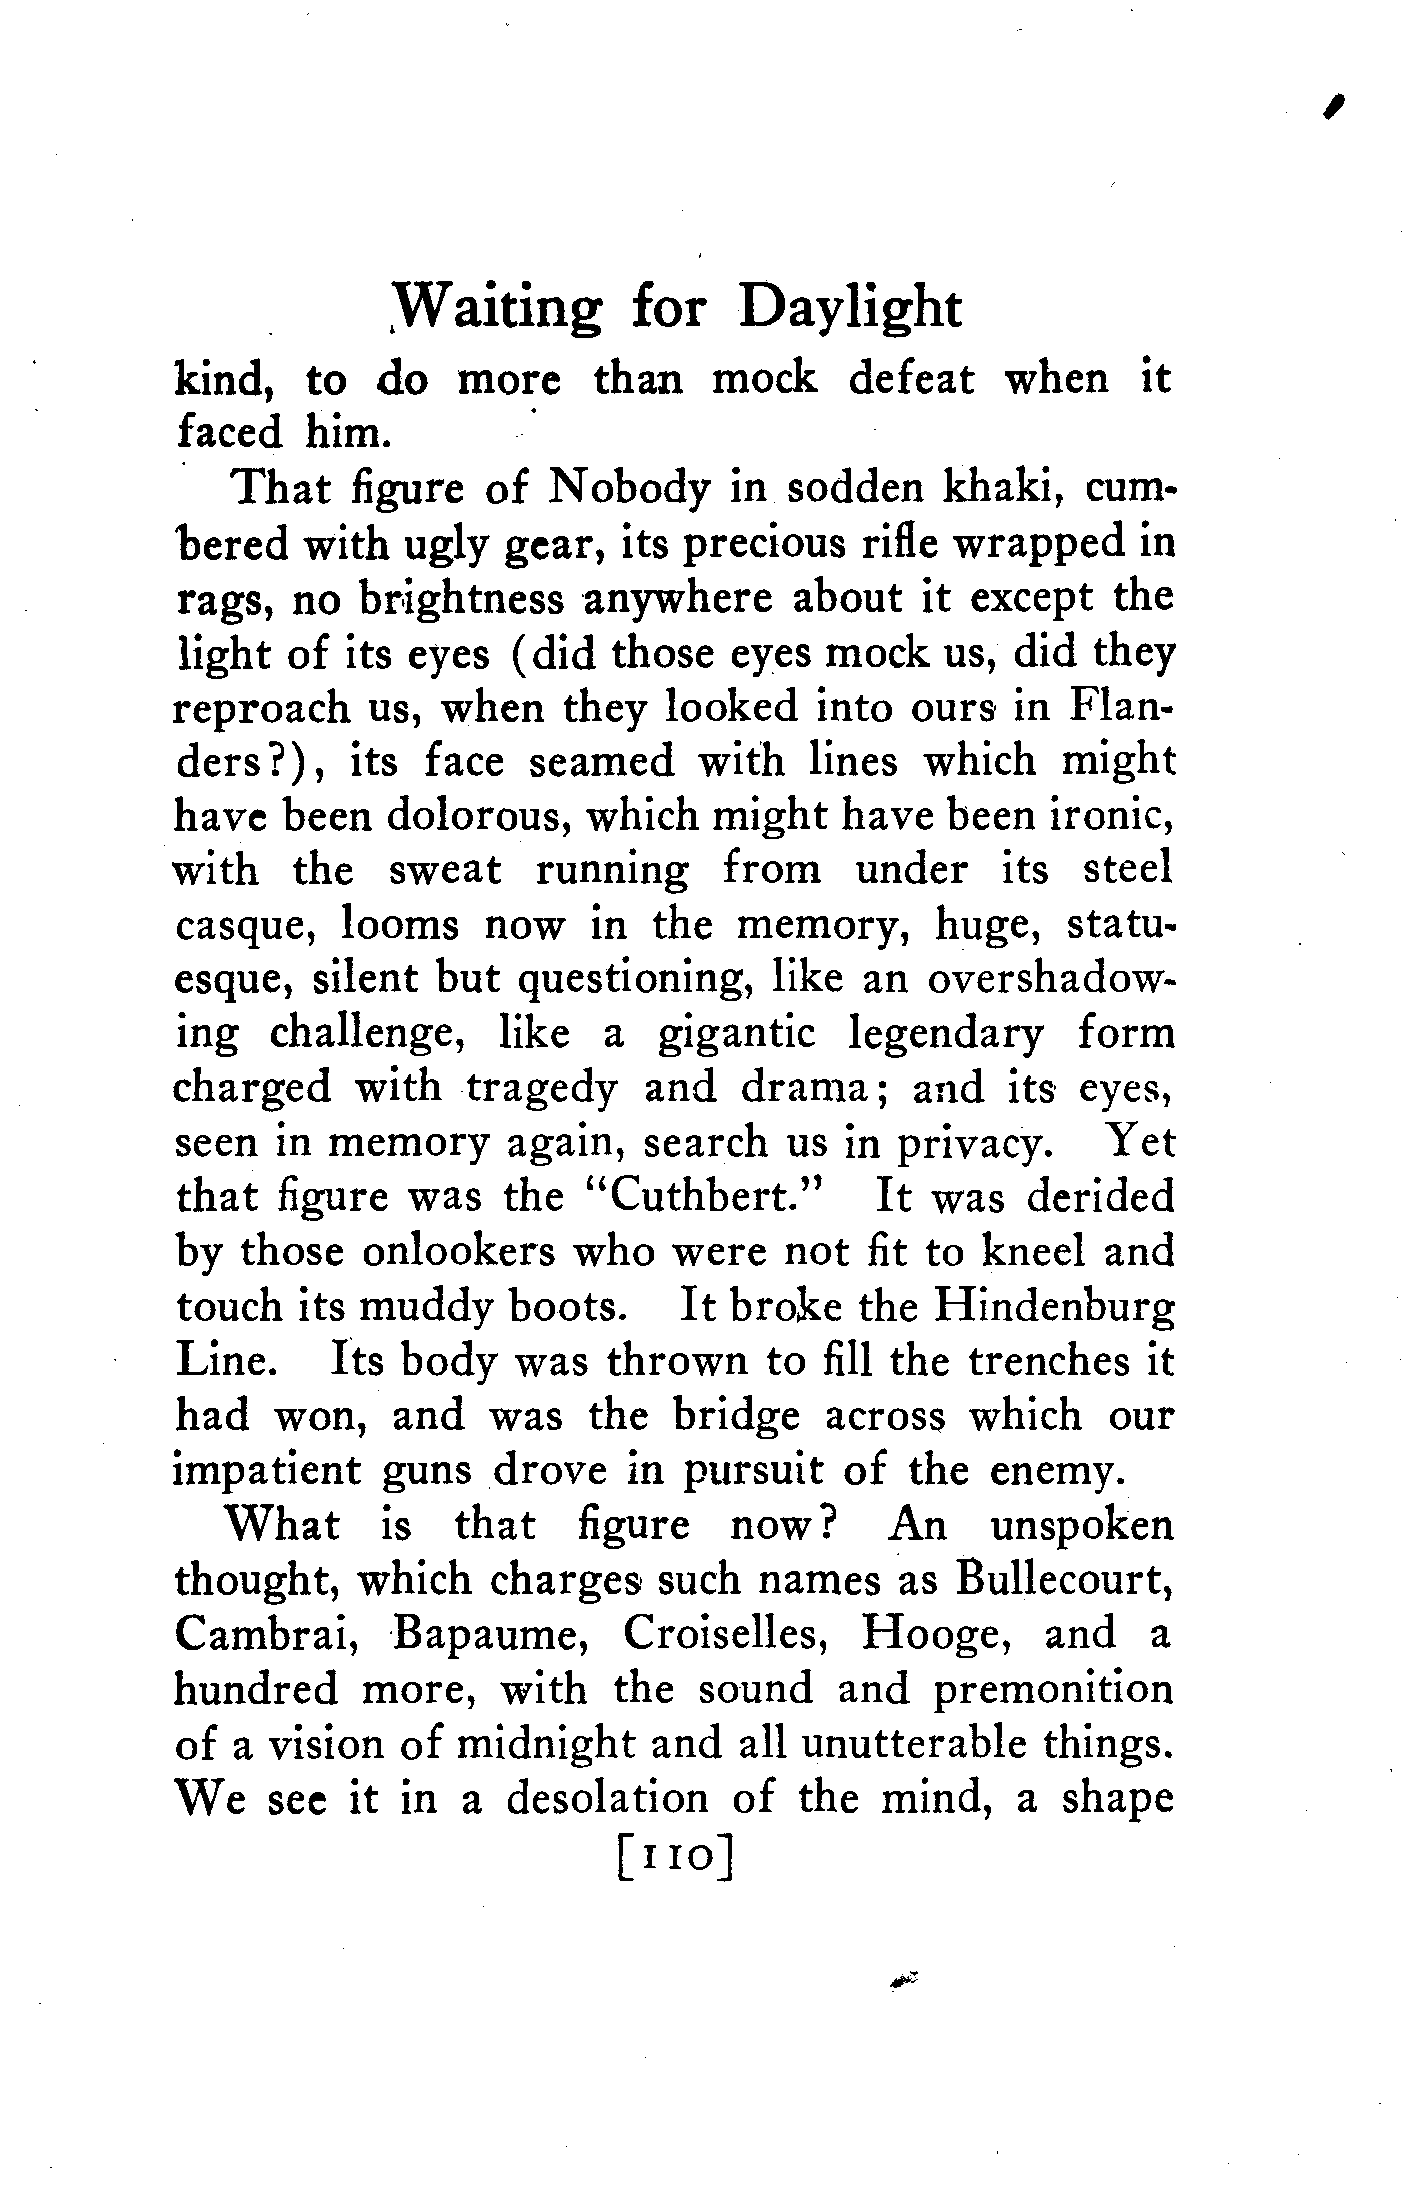 Waiting for Daylight
kind, to do more than mock defeat when it
faced him.
That figure of Nobody in sodden khaki, cum-
bered with ugly gear, its precious rifle wrapped in
rags, no brightness anywhere about it except the
light of its eyes (did those eyes mock us, did they
reproach us, when they looked into ours in Flan-
ders?), its face seamed with lines which might
have been dolorous, which might have been ironic,
with the sweat running from under its steel
casque, looms now in the memory, huge, statu-
esque, silent but questioning, like an overshadow-
ing challenge, like a gigantic legendary form
charged with tragedy and drama; and its eyes,
seen in memory again, search us in privacy. Yet
that figure was the "Cuthbert." It was derided
by those onlookers who were not fit to kneel and
touch its muddy boots. It broke the Hindenburg
Line. Its body was thrown to fill the trenches it
had won, and was the bridge across which our
impatient guns drove in pursuit of the enemy.
What is that figure now? An unspoken
thought, which charges such names as Bullecourt,
Cambrai, Bapaume, Croiselles, Hooge, and a
hundred more, with the sound and premonition
of a vision of midnight and all unutterable things.
We see it in a desolation of the mind, a shape
[110]